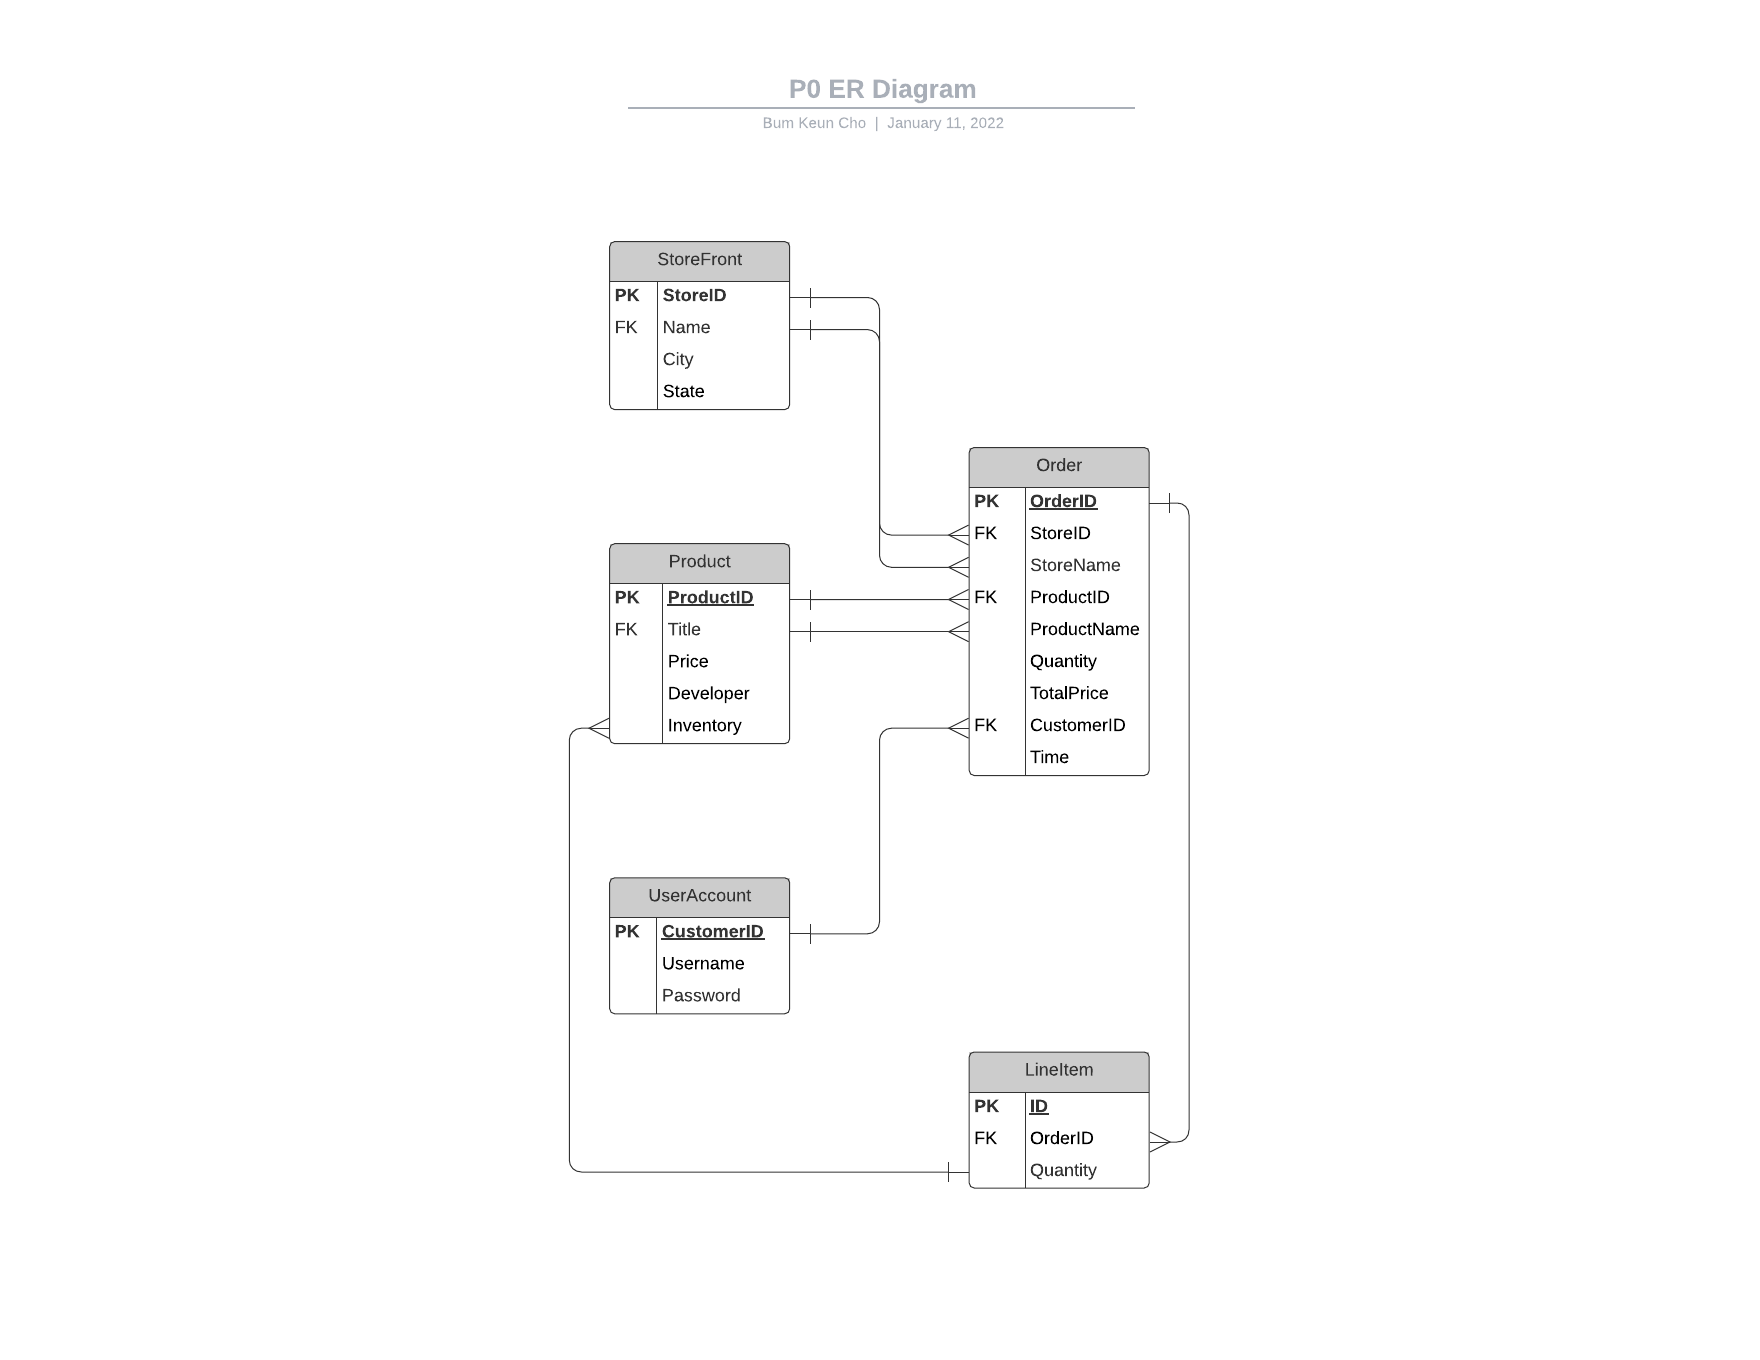 P0 ER Diagram
Bum Keun Cho | January 11, 2022
StoreFront
PK StoreID
FK Name
City
State
Order
PK OrderID
FK StoreID
StoreName
FK ProductID
ProductName
Quantity
TotalPrice
FK CustomerID
Time
Product
PK ProductID
FK Title
Price
Developer
Inventory
UserAccount
PK CustomerID
Username
Password
LineItem
PK ID
FK OrderID
Quantity